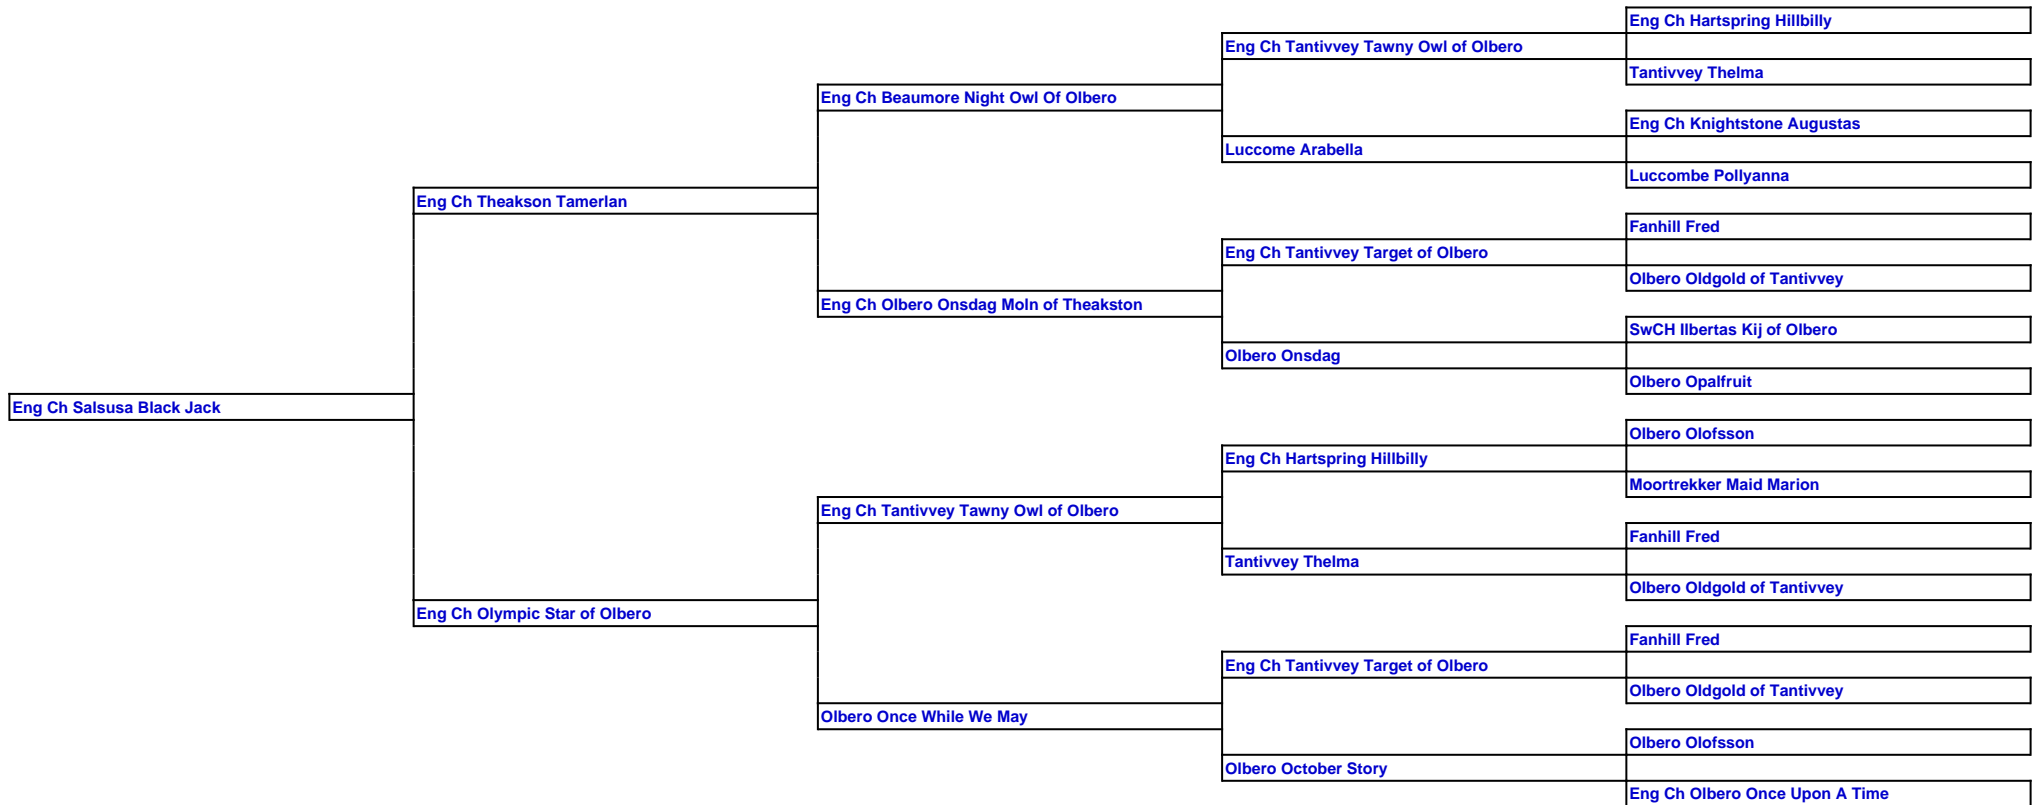 Eng Ch Hartspring Hillbilly
Eng Ch Tantivvey Tawny Owl of Olbero
Tantivvey Thelma
Eng Ch Beaumore Night Owl Of Olbero
Eng Ch Knightstone Augustas
Luccome Arabella
Luccombe Pollyanna
Eng Ch Theakson Tamerlan
Fanhill Fred
Eng Ch Tantivvey Target of Olbero
Olbero Oldgold of Tantivvey
Eng Ch Olbero Onsdag Moln of Theakston
SwCH Ilbertas Kij of Olbero
Olbero Onsdag
Olbero Opalfruit
Eng Ch Salsusa Black Jack
Olbero Olofsson
Eng Ch Hartspring Hillbilly
Moortrekker Maid Marion
Eng Ch Tantivvey Tawny Owl of Olbero
Fanhill Fred
Tantivvey Thelma
Olbero Oldgold of Tantivvey
Eng Ch Olympic Star of Olbero
Fanhill Fred
Eng Ch Tantivvey Target of Olbero
Olbero Oldgold of Tantivvey
Olbero Once While We May
Olbero Olofsson
Olbero October Story
Eng Ch Olbero Once Upon A Time